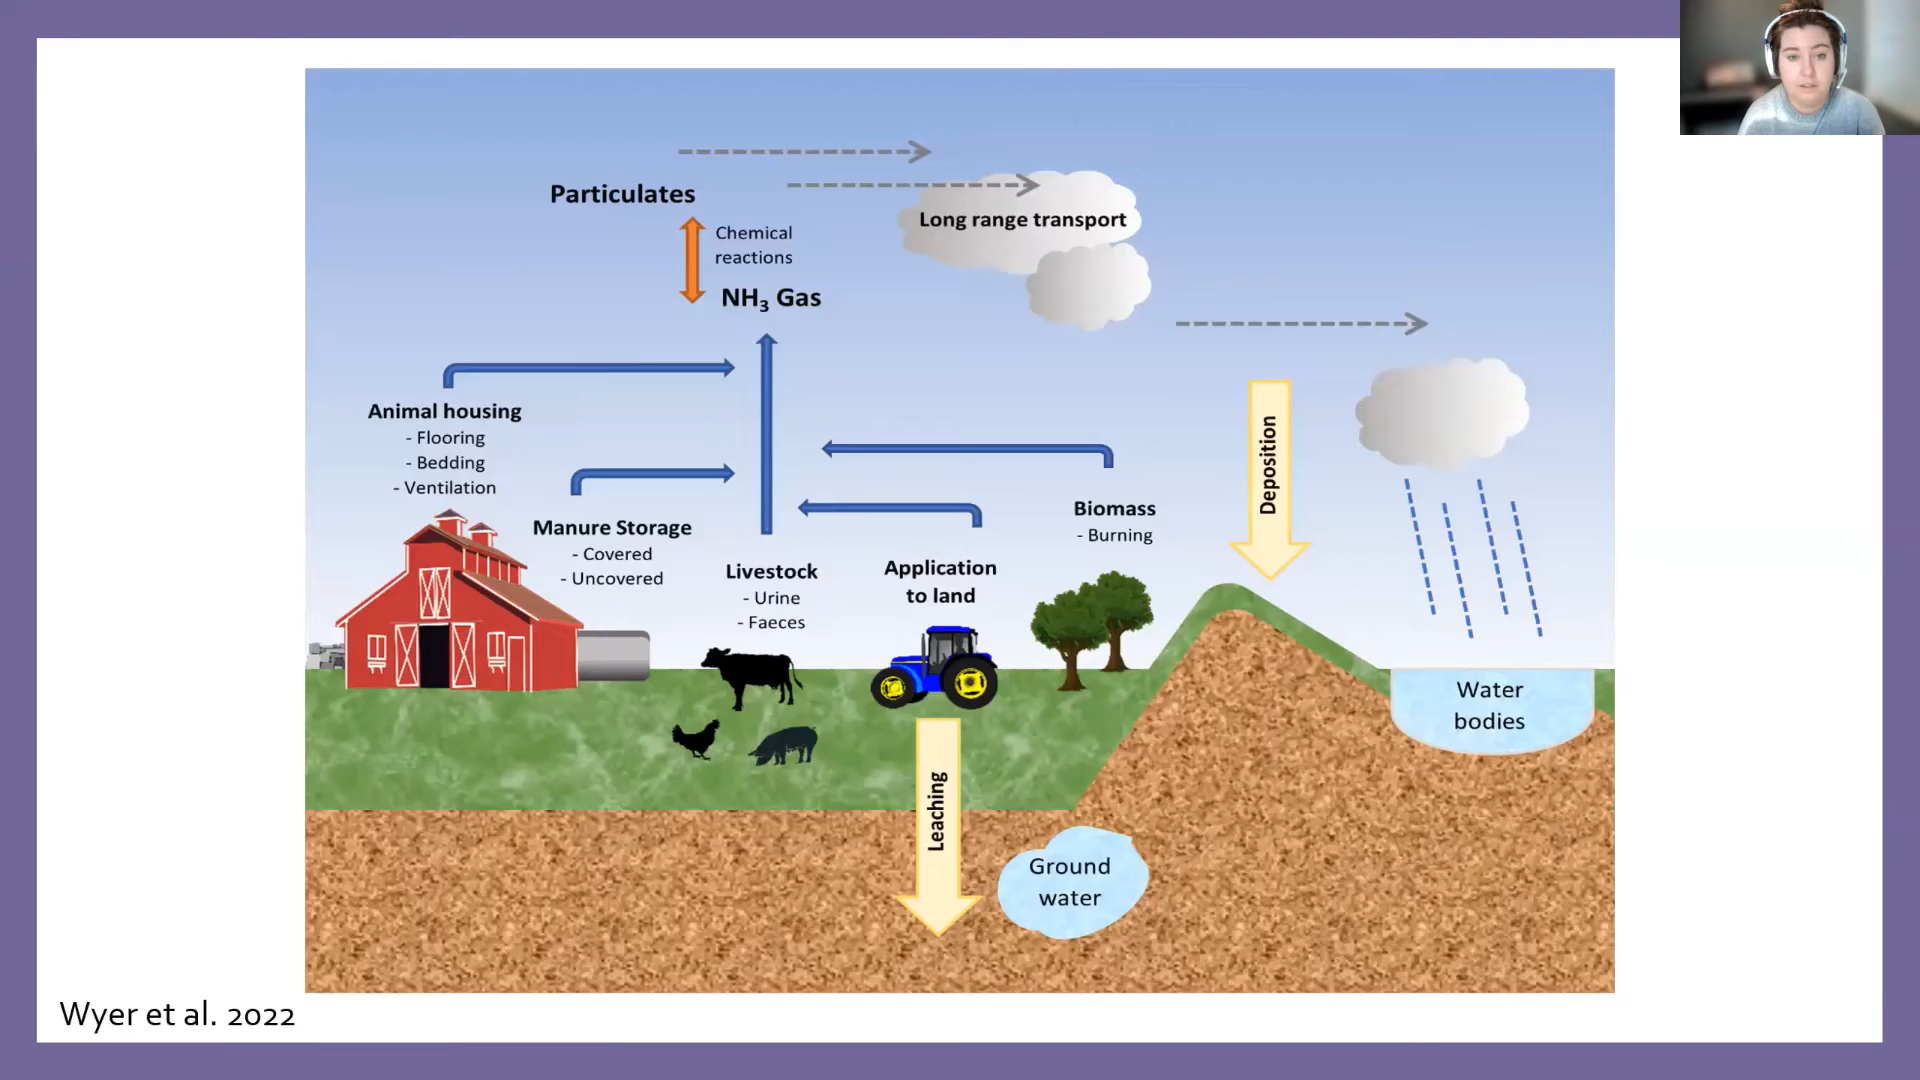 Particulates
Chemical
reactions
NH₃ Gas
Long range transport
Animal housing
- Flooring
- Bedding
- Ventilation
Manure Storage
- Covered
- Uncovered
Livestock
- Urine
- Faeces
Application
to land
Biomass
- Burning
Deposition
Water
bodies
Leaching
Ground
water
Wyer et al. 2022